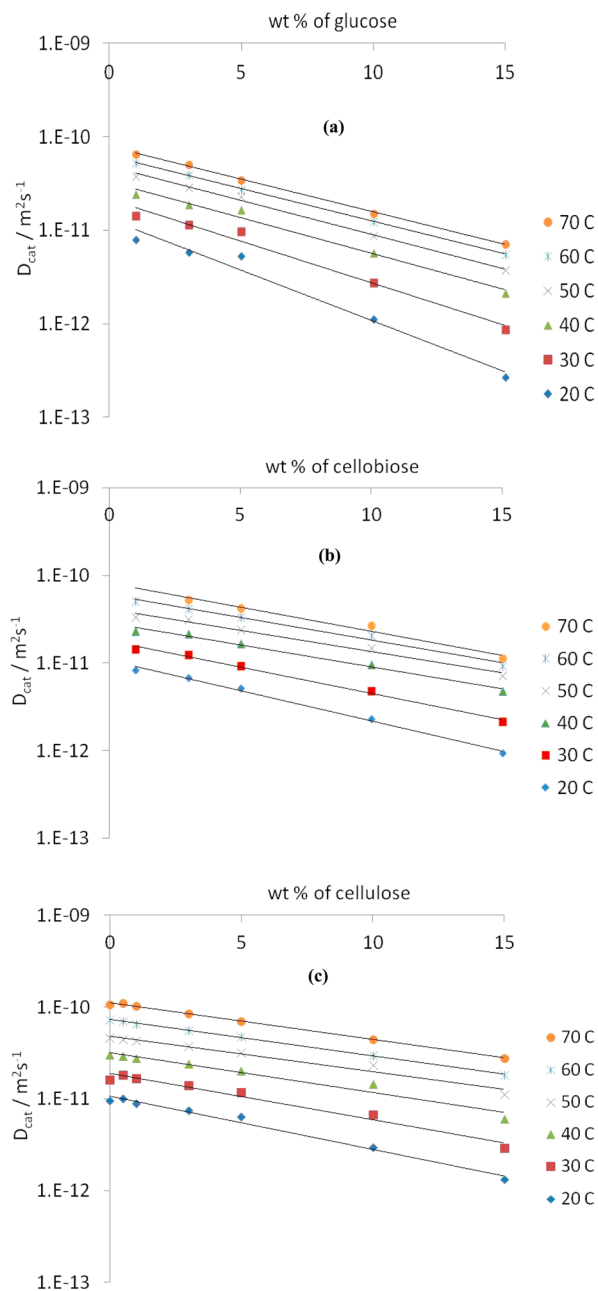 wt % of glucose
1.E-09
0
5
10
15
(a)
1.E-10
1.E-11
1.E-12
1.E-13
D_cat / m²s⁻¹
70 C
60 C
50 C
40 C
30 C
20 C
wt % of cellobiose
1.E-09
0
5
10
15
(b)
1.E-10
1.E-11
1.E-12
1.E-13
D_cat / m²s⁻¹
70 C
60 C
50 C
40 C
30 C
20 C
wt % of cellulose
1.E-09
0
5
10
15
(c)
1.E-10
1.E-11
1.E-12
1.E-13
D_cat / m²s⁻¹
70 C
60 C
50 C
40 C
30 C
20 C